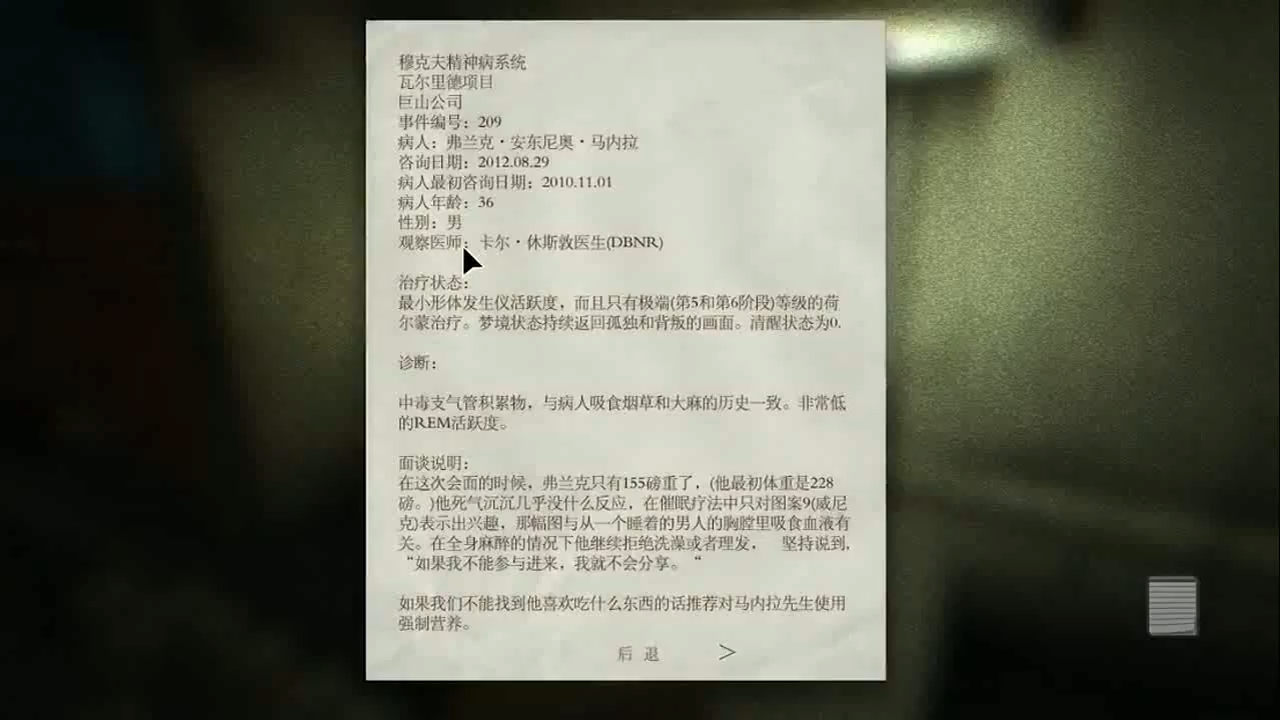 穆克夫精神病系统
瓦尔里德项目
巨山公司
事件编号：209
病人：弗兰克·安东尼奥·马内拉
咨询日期：2012.08.29
病人最初咨询日期：2010.11.01
病人年龄：36
性别：男
观察医师：卡尔·休斯敦医生(DBNR)
治疗状态：
最小形体发生仪活跃度，而且只有极端(第5和第6阶段)等级的荷
尔蒙治疗。梦境状态持续返回孤独和背叛的画面。清醒状态为0.
诊断：
中毒支气管积累物，与病人吸食烟草和大麻的历史一致。非常低
的REM活跃度。
面谈说明：
在这次会面的时候，弗兰克只有155磅重了，(他最初体重是228
磅。)他死气沉沉几乎没什么反应，在催眠疗法中只对图案9(威尼
克)表示出兴趣，那幅图与从一个睡着的男人的胸膛里吸食血液有
关。在全身麻醉的情况下他继续拒绝洗澡或者理发， 坚持说到,
“如果我不能参与进来，我就不会分享。“
如果我们不能找到他喜欢吃什么东西的话推荐对马内拉先生使用
强制营养。
后 退 >